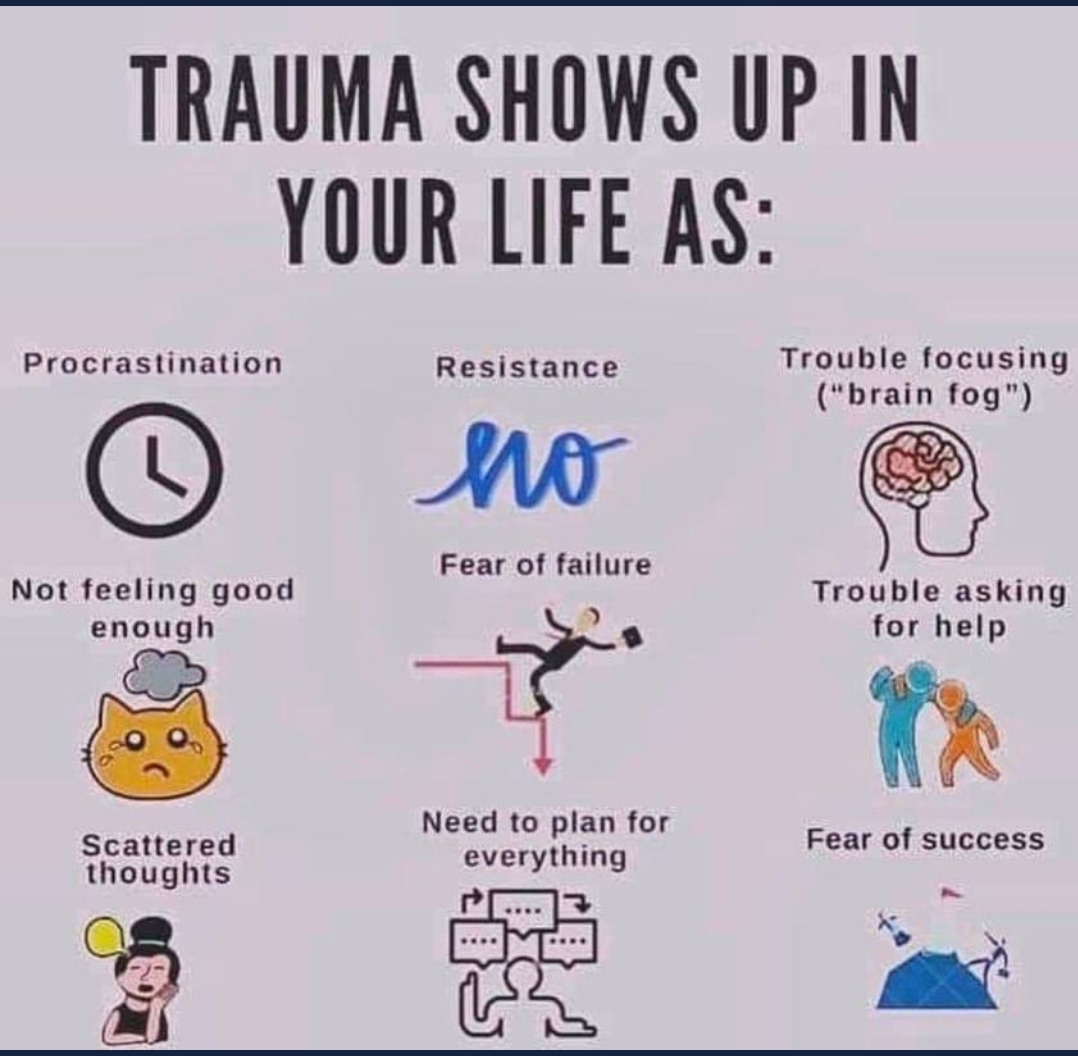 TRAUMA SHOWS UP IN
YOUR LIFE AS:
Procrastination
Resistance
Trouble focusing
("brain fog")
no
Not feeling good
enough
Fear of failure
Trouble asking
for help
Scattered
thoughts
Need to plan for
everything
Fear of success